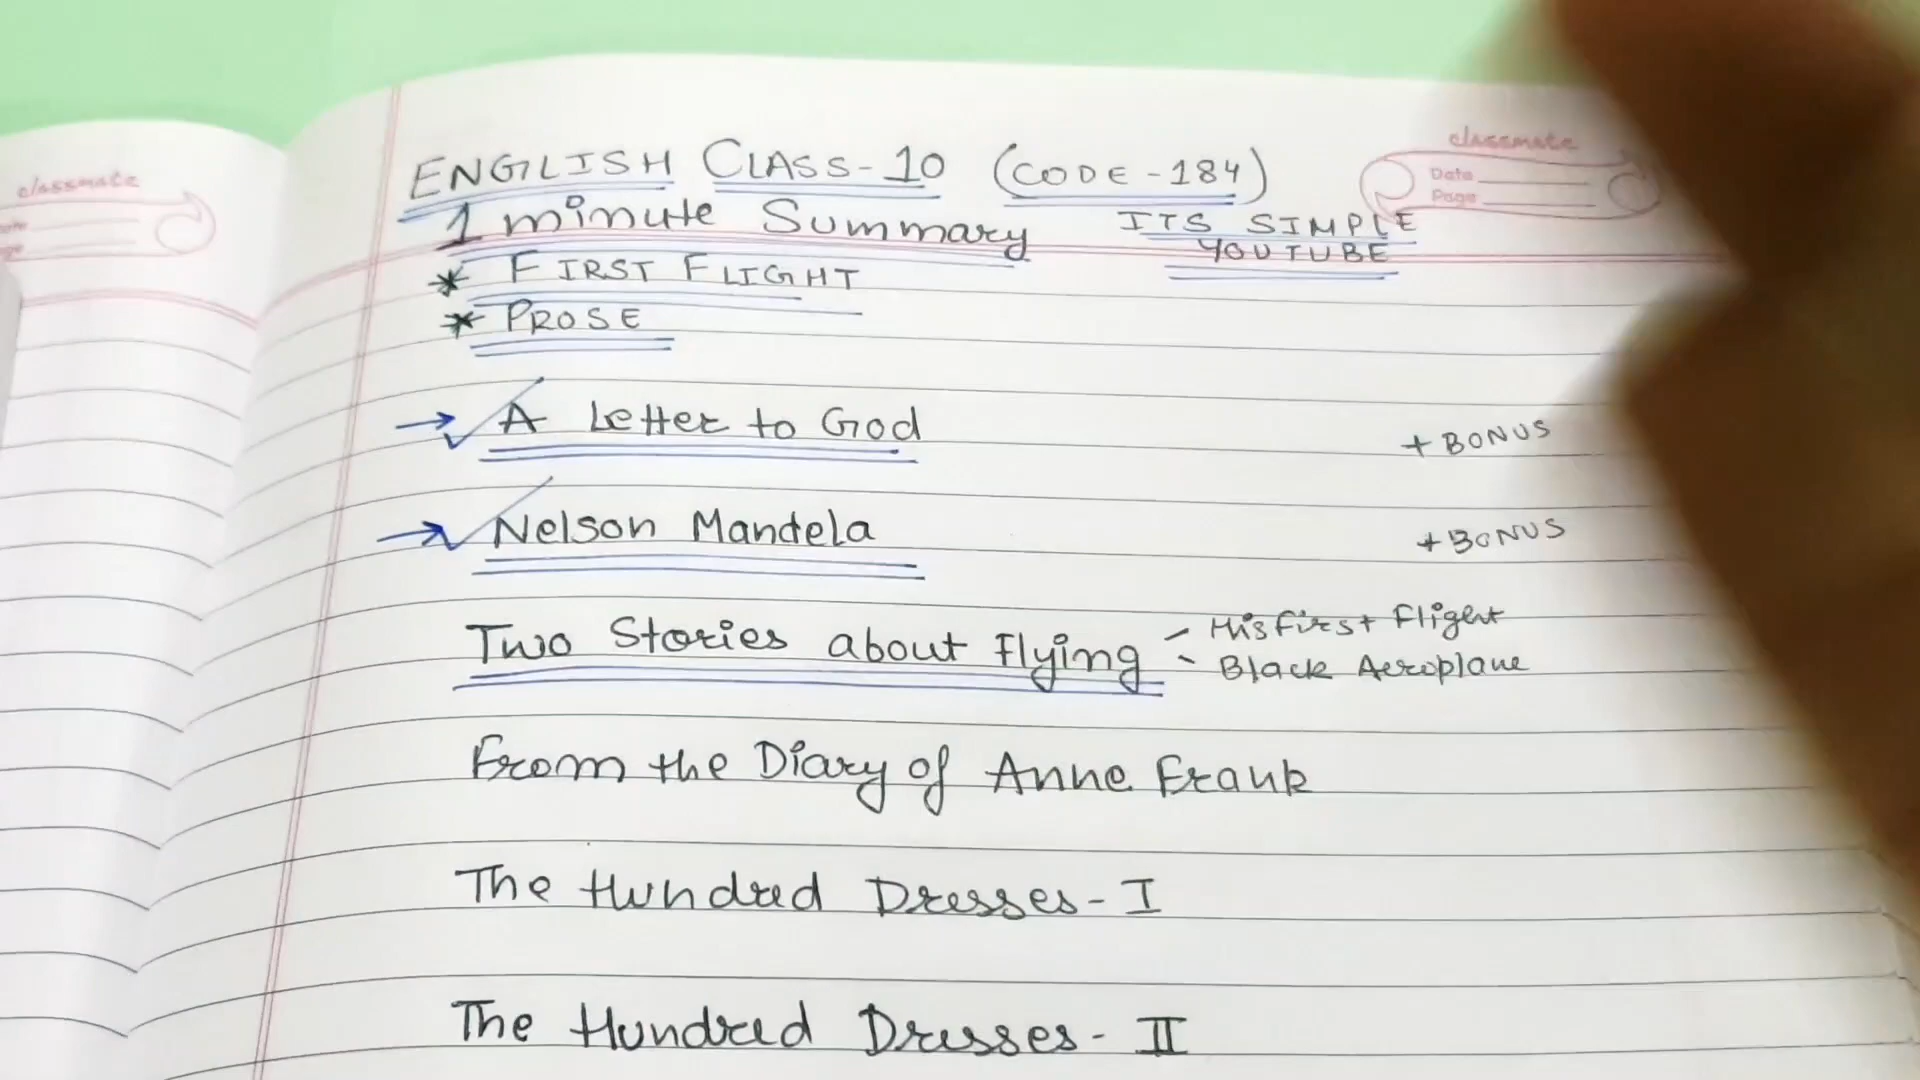 classmate
classmate
Date
Page
ENGLISH CLASS-10 (CODE-184)
1 minute Summary
ITS SIMPLE
YOUTUBE
* FIRST FLIGHT
* PROSE
→ ✓ A Letter to God + BONUS
→ ✓ Nelson Mandela + BONUS
Two Stories about Flying - His first Flight
- Black Aeroplane
From the Diary of Anne Frank
The Hundred Dresses - I
The Hundred Dresses - II